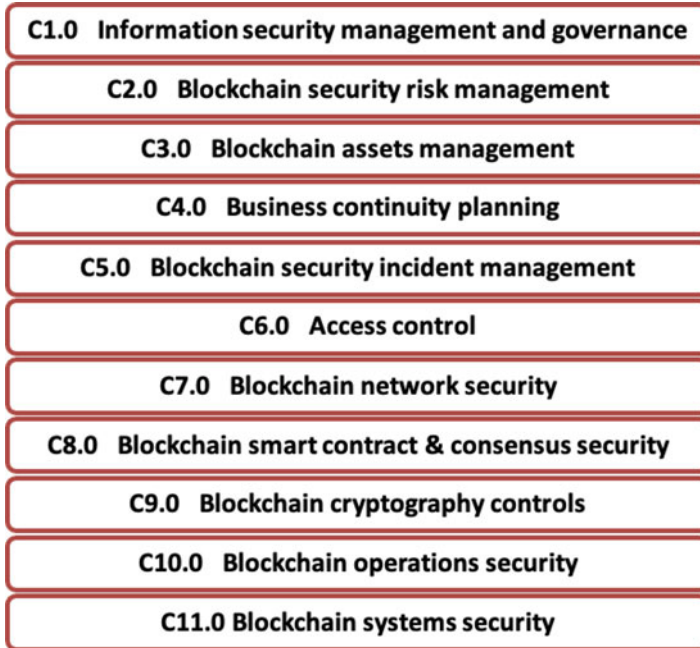 C1.0 Information security management and governance
C2.0 Blockchain security risk management
C3.0 Blockchain assets management
C4.0 Business continuity planning
C5.0 Blockchain security incident management
C6.0 Access control
C7.0 Blockchain network security
C8.0 Blockchain smart contract & consensus security
C9.0 Blockchain cryptography controls
C10.0 Blockchain operations security
C11.0 Blockchain systems security